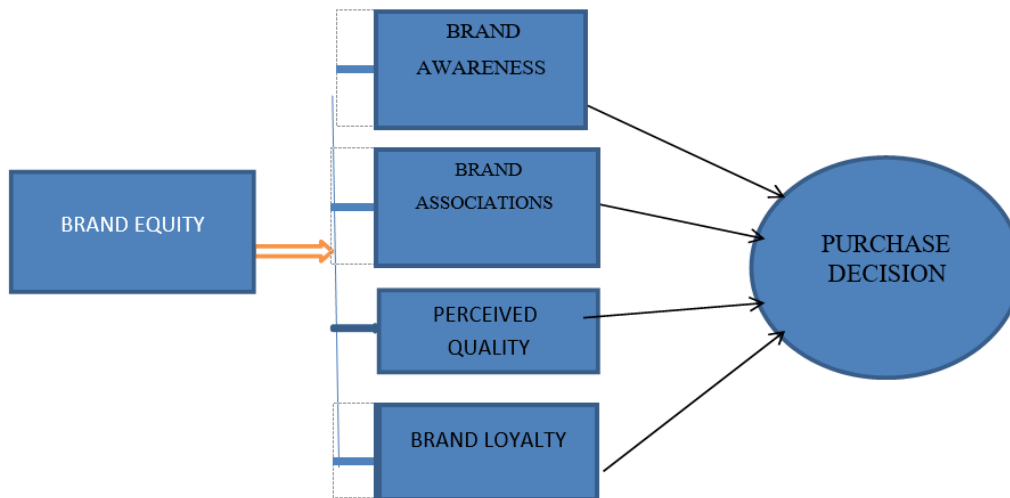 BRAND
AWARENESS
BRAND EQUITY
BRAND
ASSOCIATIONS
PERCEIVED
QUALITY
BRAND LOYALTY
PURCHASE
DECISION